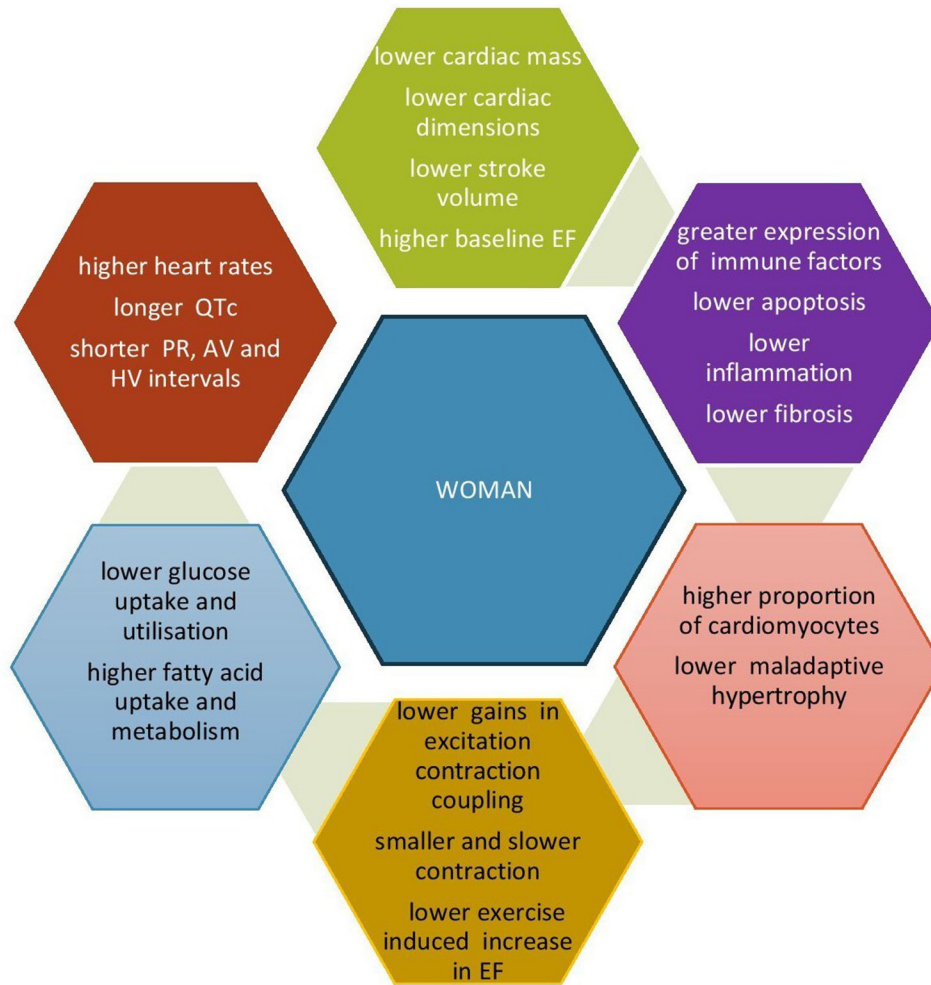 lower cardiac mass
lower cardiac
dimensions
lower stroke
volume
higher baseline EF
greater expression
of immune factors
lower apoptosis
lower
inflammation
lower fibrosis
higher proportion
of cardiomyocytes
lower maladaptive
hypertrophy
lower gains in
excitation
contraction
coupling
smaller and slower
contraction
lower exercise
induced increase
in EF
lower glucose
uptake and
utilisation
higher fatty acid
uptake and
metabolism
higher heart rates
longer QTc
shorter PR, AV and
HV intervals
WOMAN